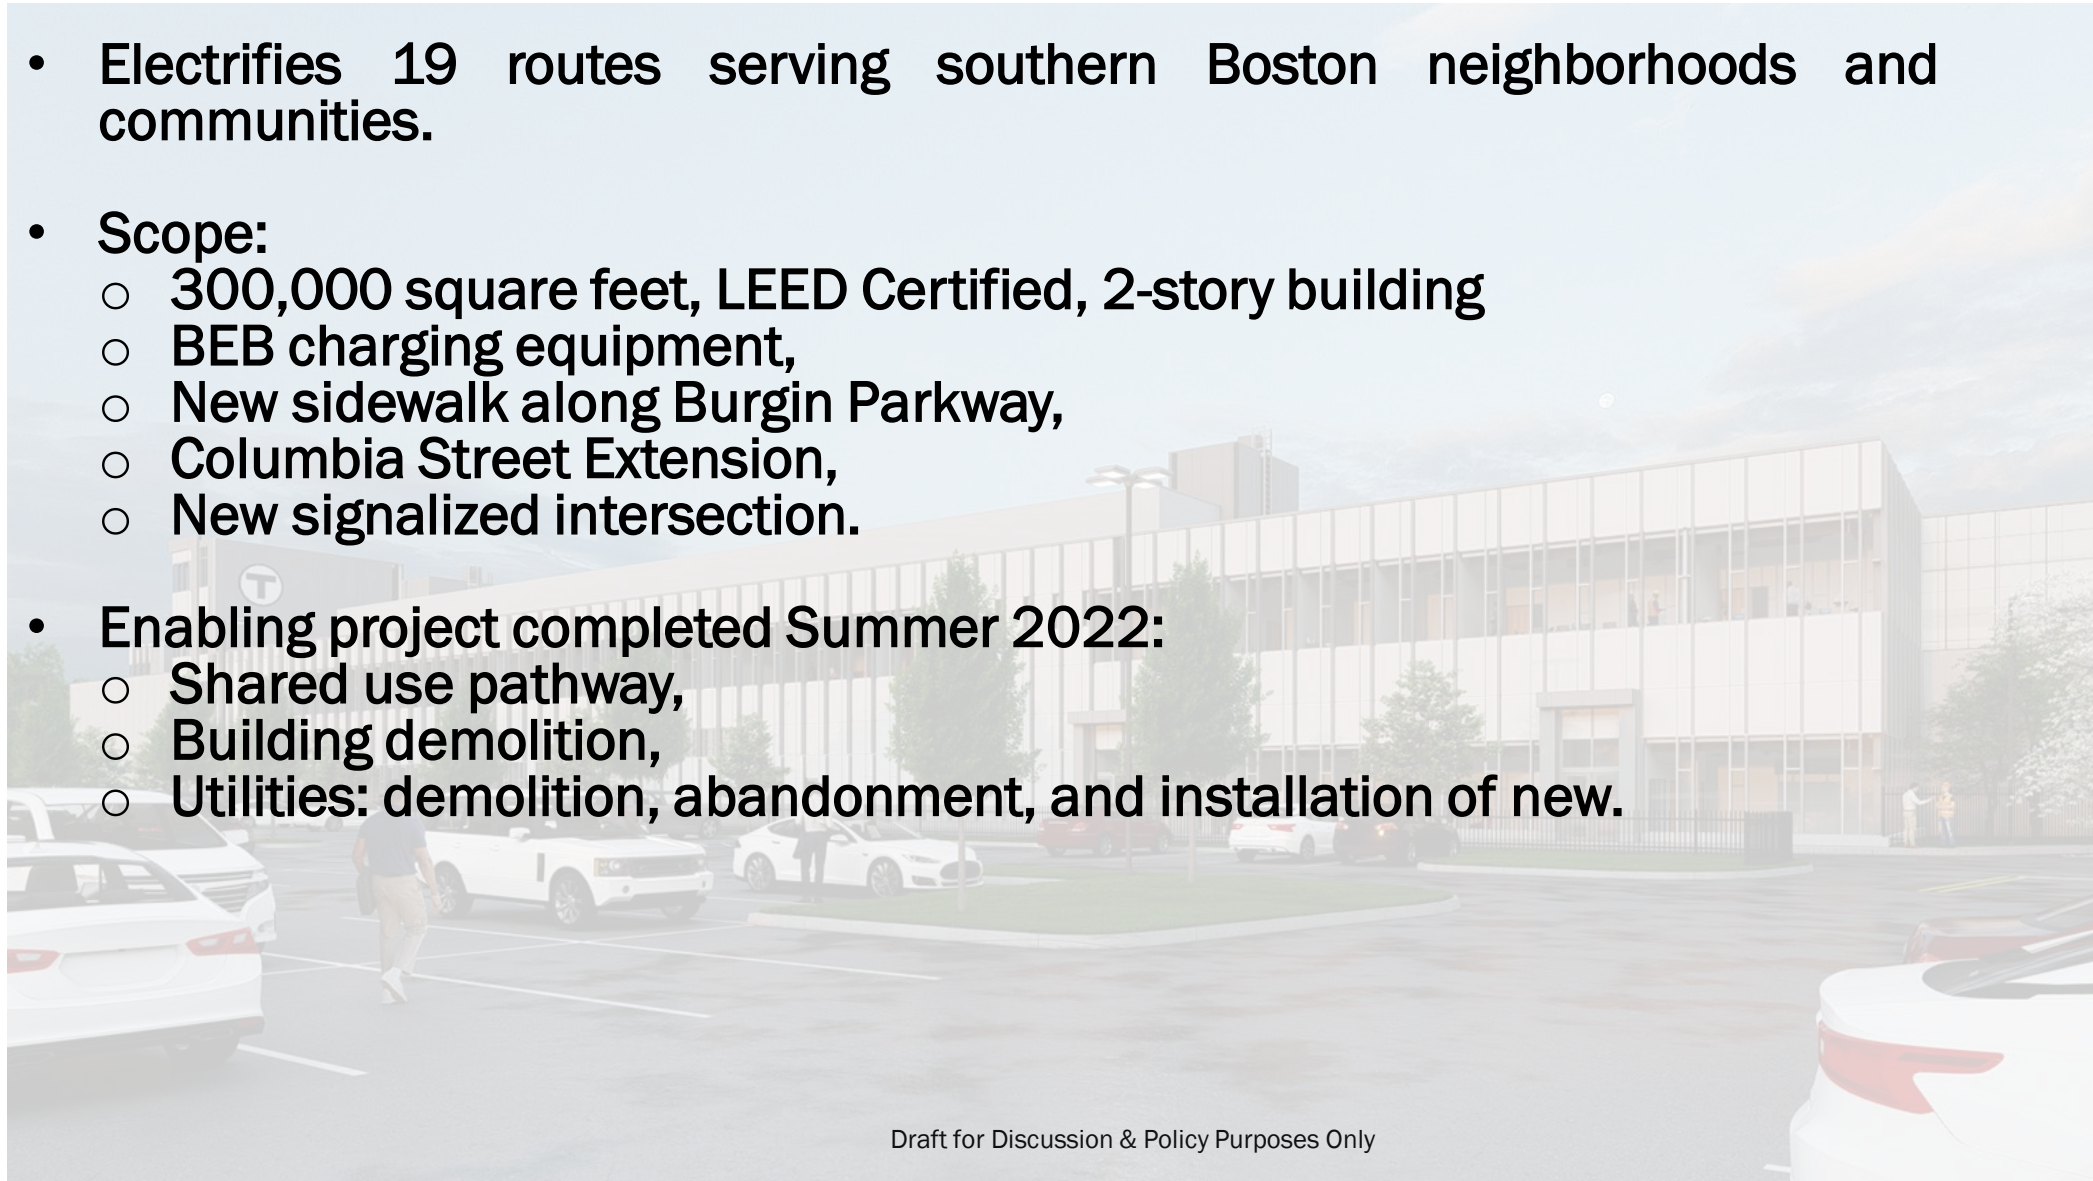 • Electrifies 19 routes serving southern Boston neighborhoods and
communities.
• Scope:
o 300,000 square feet, LEED Certified, 2-story building
o BEB charging equipment,
o New sidewalk along Burgin Parkway,
o Columbia Street Extension,
o New signalized intersection.
T
• Enabling project completed Summer 2022:
o Shared use pathway,
o Building demolition,
o Utilities: demolition, abandonment, and installation of new.
Draft for Discussion & Policy Purposes Only